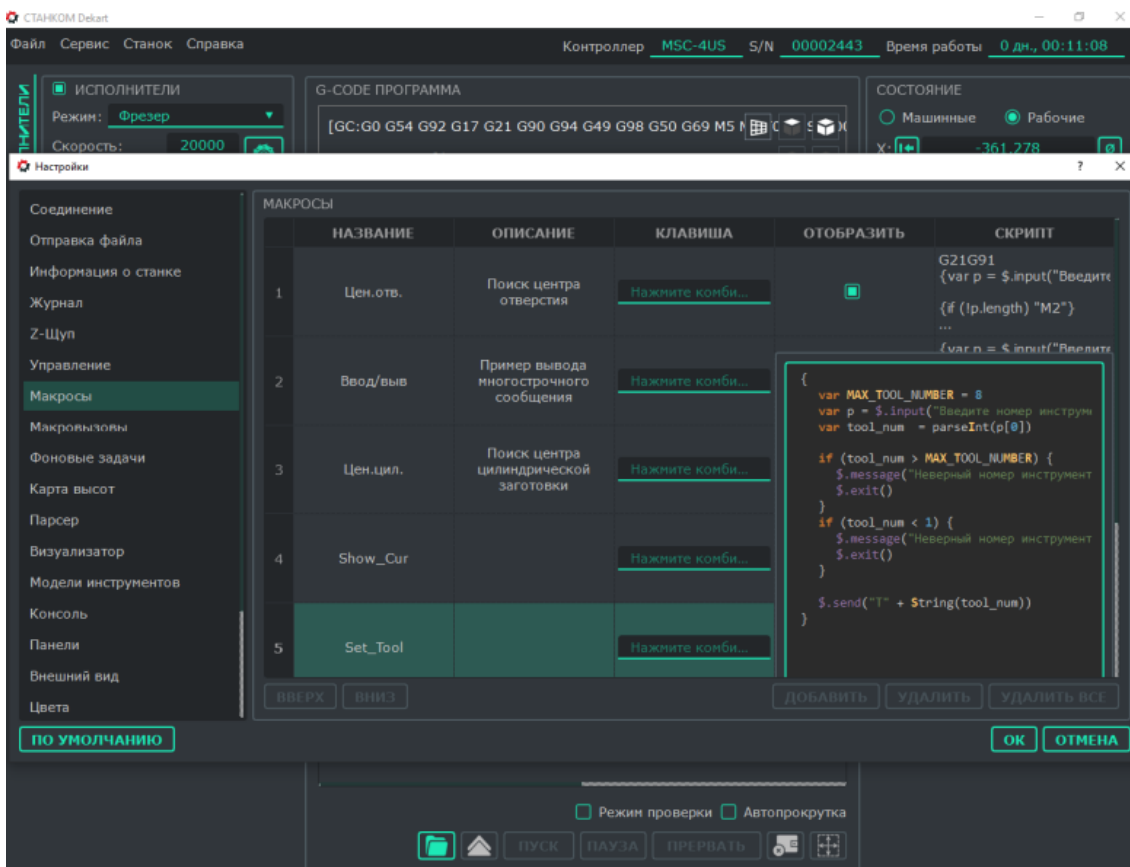 СТАНКОМ Dekart
Файл Сервис Станок Справка
Контроллер MSC-4US S/N 00002443 Время работы 0 дн., 00:11:08
ИСПОЛНИТЕЛИ
Режим: Фрезер
Скорость: 20000
G-CODE ПРОГРАММА
[GC:G0 G54 G92 G17 G21 G90 G94 G49 G98 G50 G69 M5
СОСТОЯНИЕ
Машинные Рабочие
X: -361.278
Настройки
Соединение
Отправка файла
Информация о станке
Журнал
Z-Щуп
Управление
Макросы
Макровызовы
Фоновые задачи
Карта высот
Парсер
Визуализатор
Модели инструментов
Консоль
Панели
Внешний вид
Цвета
МАКРОСЫ
НАЗВАНИЕ ОПИСАНИЕ КЛАВИША ОТОБРАЗИТЬ СКРИПТ
1 Цен.отв. Поиск центра отверстия Нажмите комби...
G21G91
{var p = $.input("Введите
{if (!p.length) "M2"}
...
2 Ввод/выв Пример вывода многострочного сообщения Нажмите комби...
{var p = $.input("Введите
3 Цен.цил. Поиск центра цилиндрической заготовки Нажмите комби...
4 Show_Cur Нажмите комби...
5 Set_Tool Нажмите комби...
{
var MAX_TOOL_NUMBER = 8
var p = $.input("Введите номер инструм
var tool_num = parseInt(p[0])
if (tool_num > MAX_TOOL_NUMBER) {
$.message("Неверный номер инструмент
$.exit()
}
if (tool_num < 1) {
$.message("Неверный номер инструмент
$.exit()
}
$.send("T" + String(tool_num))
}
ВВЕРХ ВНИЗ ДОБАВИТЬ УДАЛИТЬ УДАЛИТЬ ВСЕ
ПО УМОЛЧАНИЮ ОК ОТМЕНА
Режим проверки Автопрокрутка
ПУСК ПАУЗА ПРЕРВАТЬ